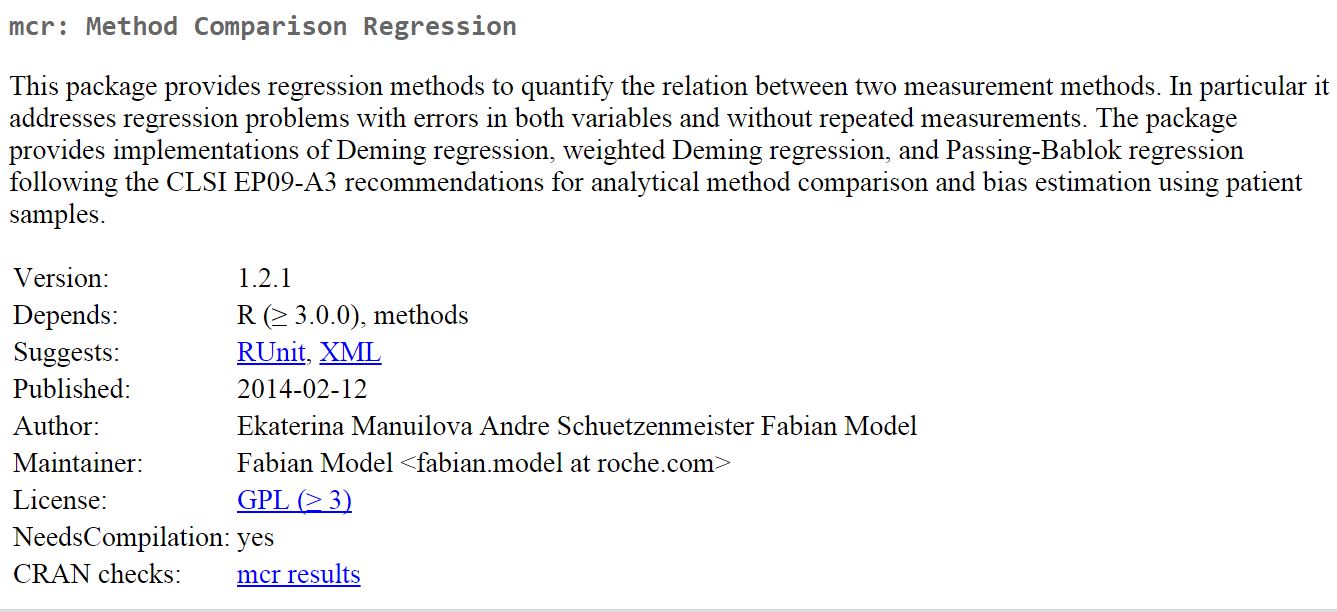 mcr: Method Comparison Regression
This package provides regression methods to quantify the relation between two measurement methods. In particular it
addresses regression problems with errors in both variables and without repeated measurements. The package
provides implementations of Deming regression, weighted Deming regression, and Passing-Bablok regression
following the CLSI EP09-A3 recommendations for analytical method comparison and bias estimation using patient
samples.
Version: 1.2.1
Depends: R (≥ 3.0.0), methods
Suggests: RUnit, XML
Published: 2014-02-12
Author: Ekaterina Manuilova Andre Schuetzenmeister Fabian Model
Maintainer: Fabian Model <fabian.model at roche.com>
License: GPL (≥ 3)
NeedsCompilation: yes
CRAN checks: mcr results